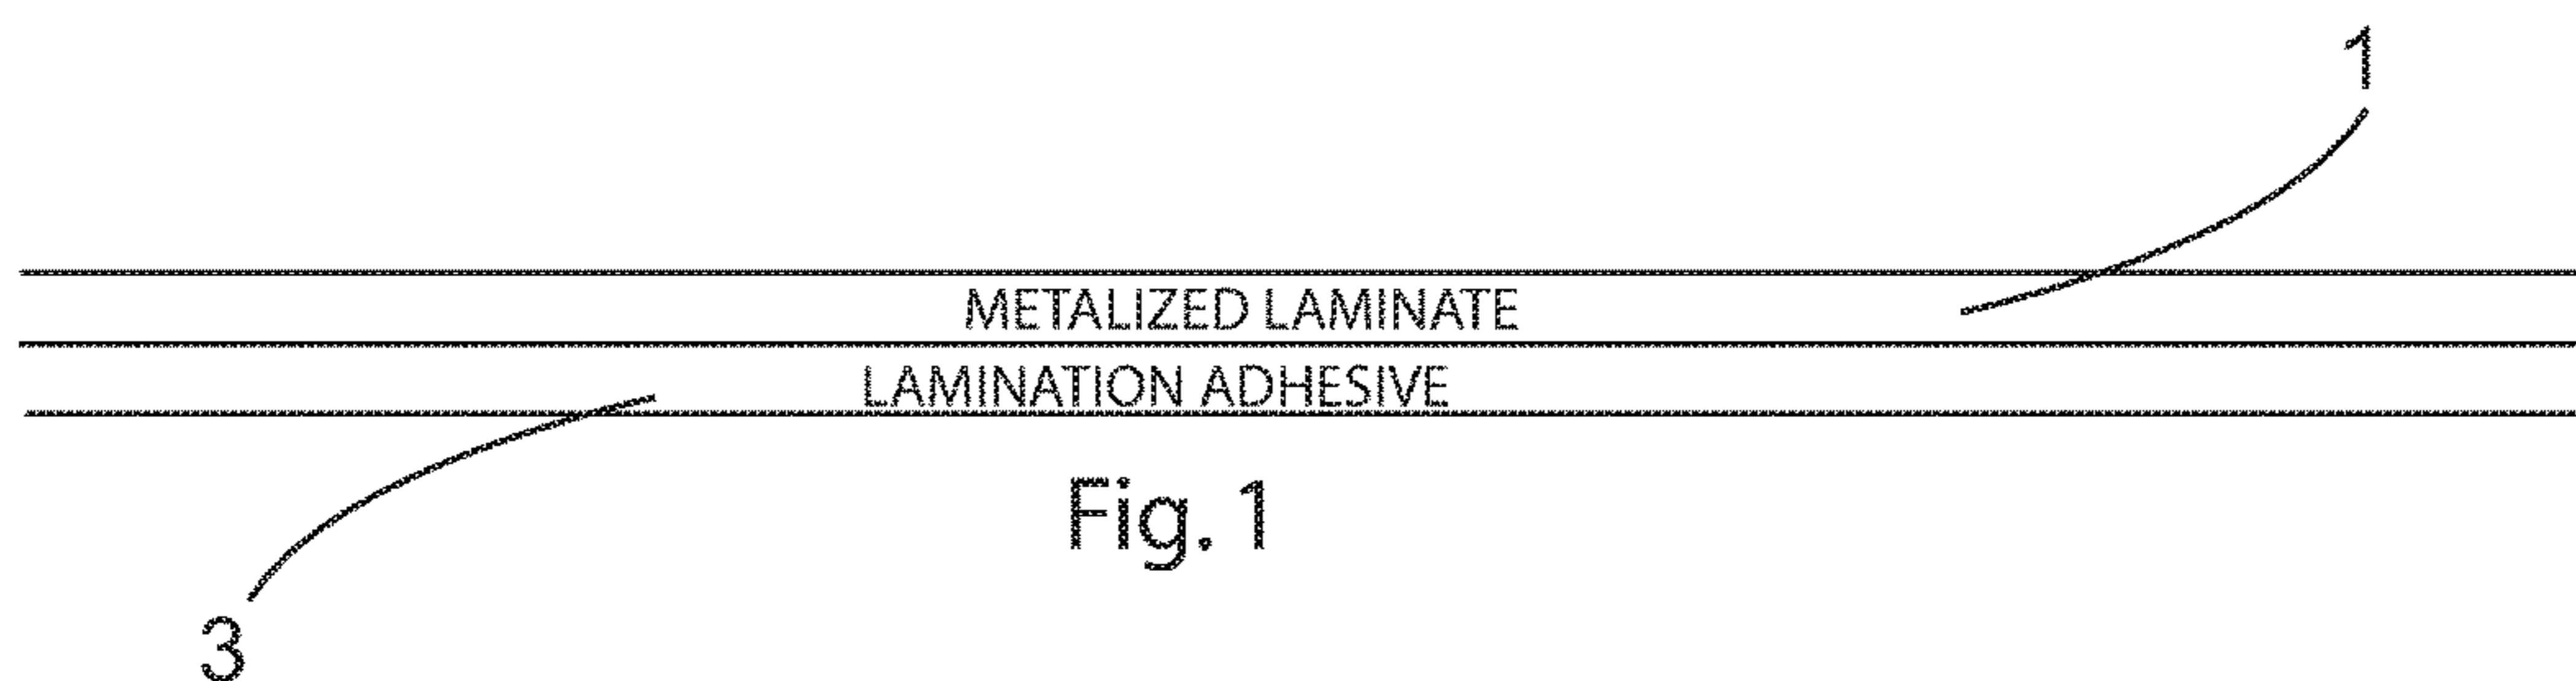 1
METALIZED LAMINATE
LAMINATION ADHESIVE
Fig. 1
3